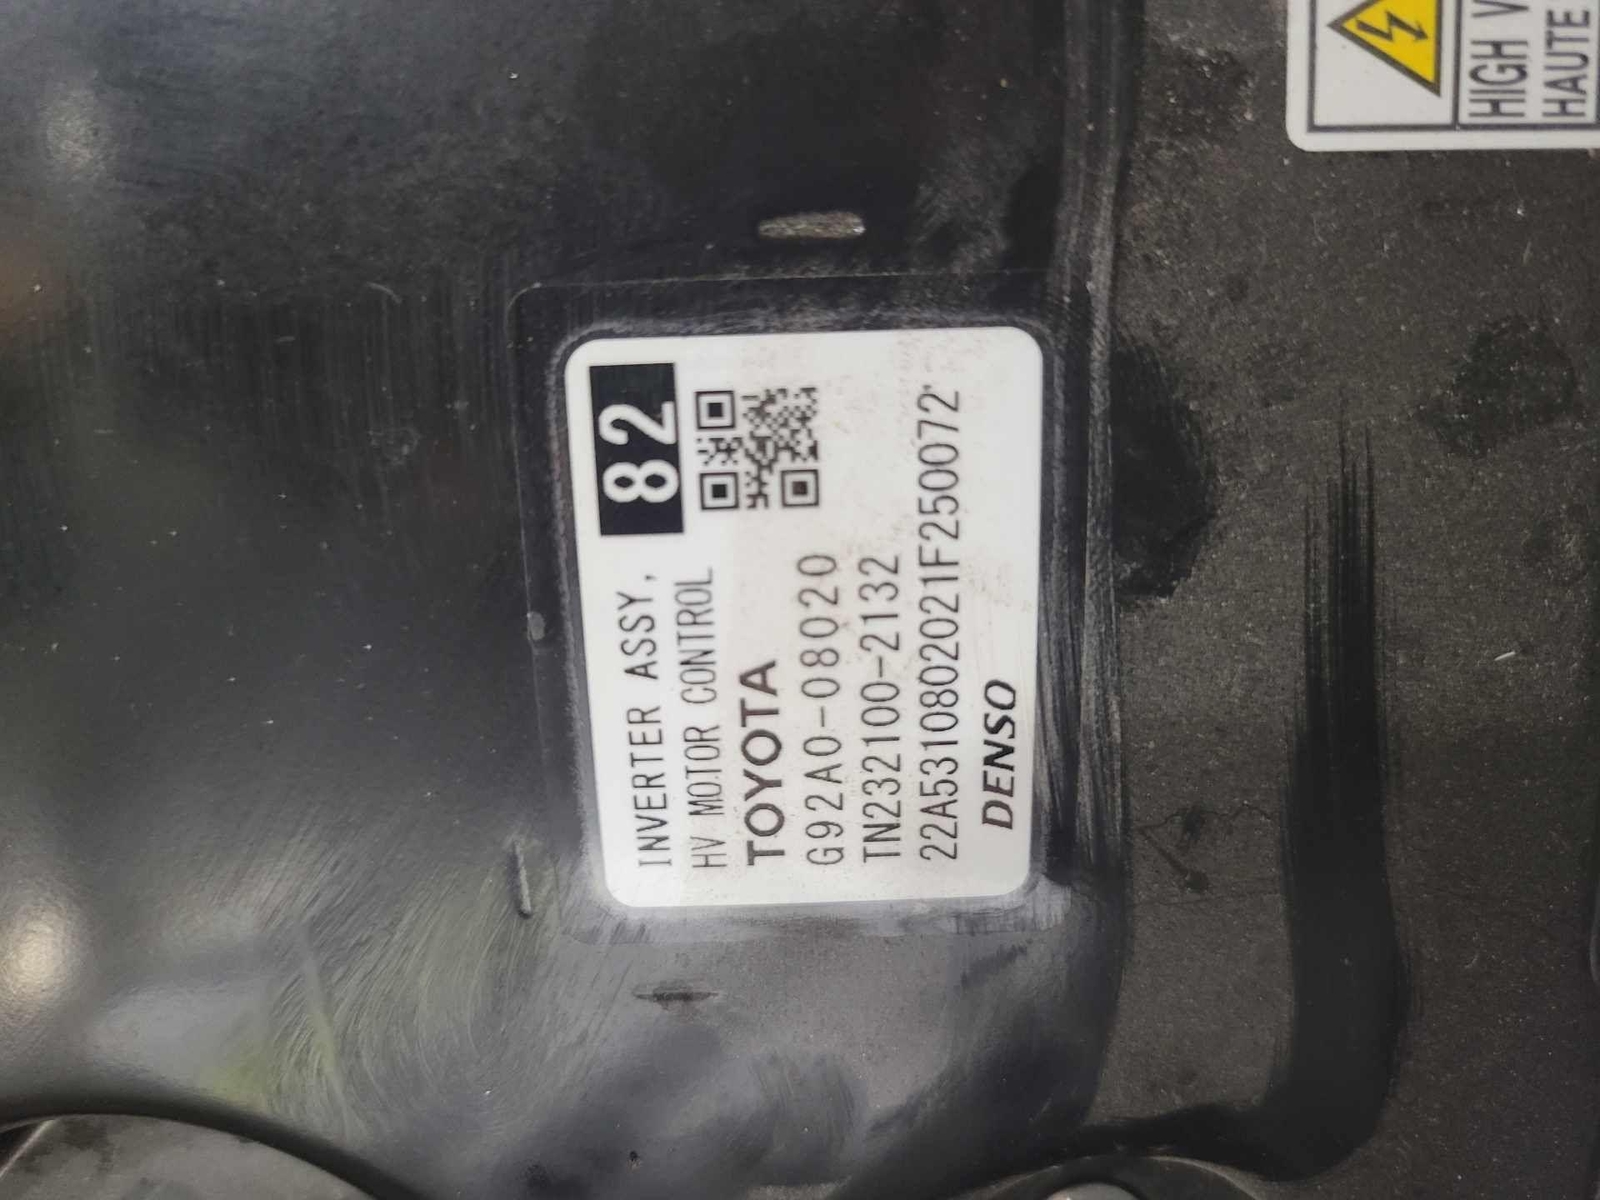 INVERTER ASSY,
HV MOTOR CONTROL
82
TOYOTA
G92A0-08020
TN232100-2132
22A5310802021F250072
DENSO
HIGH V
HAUTE